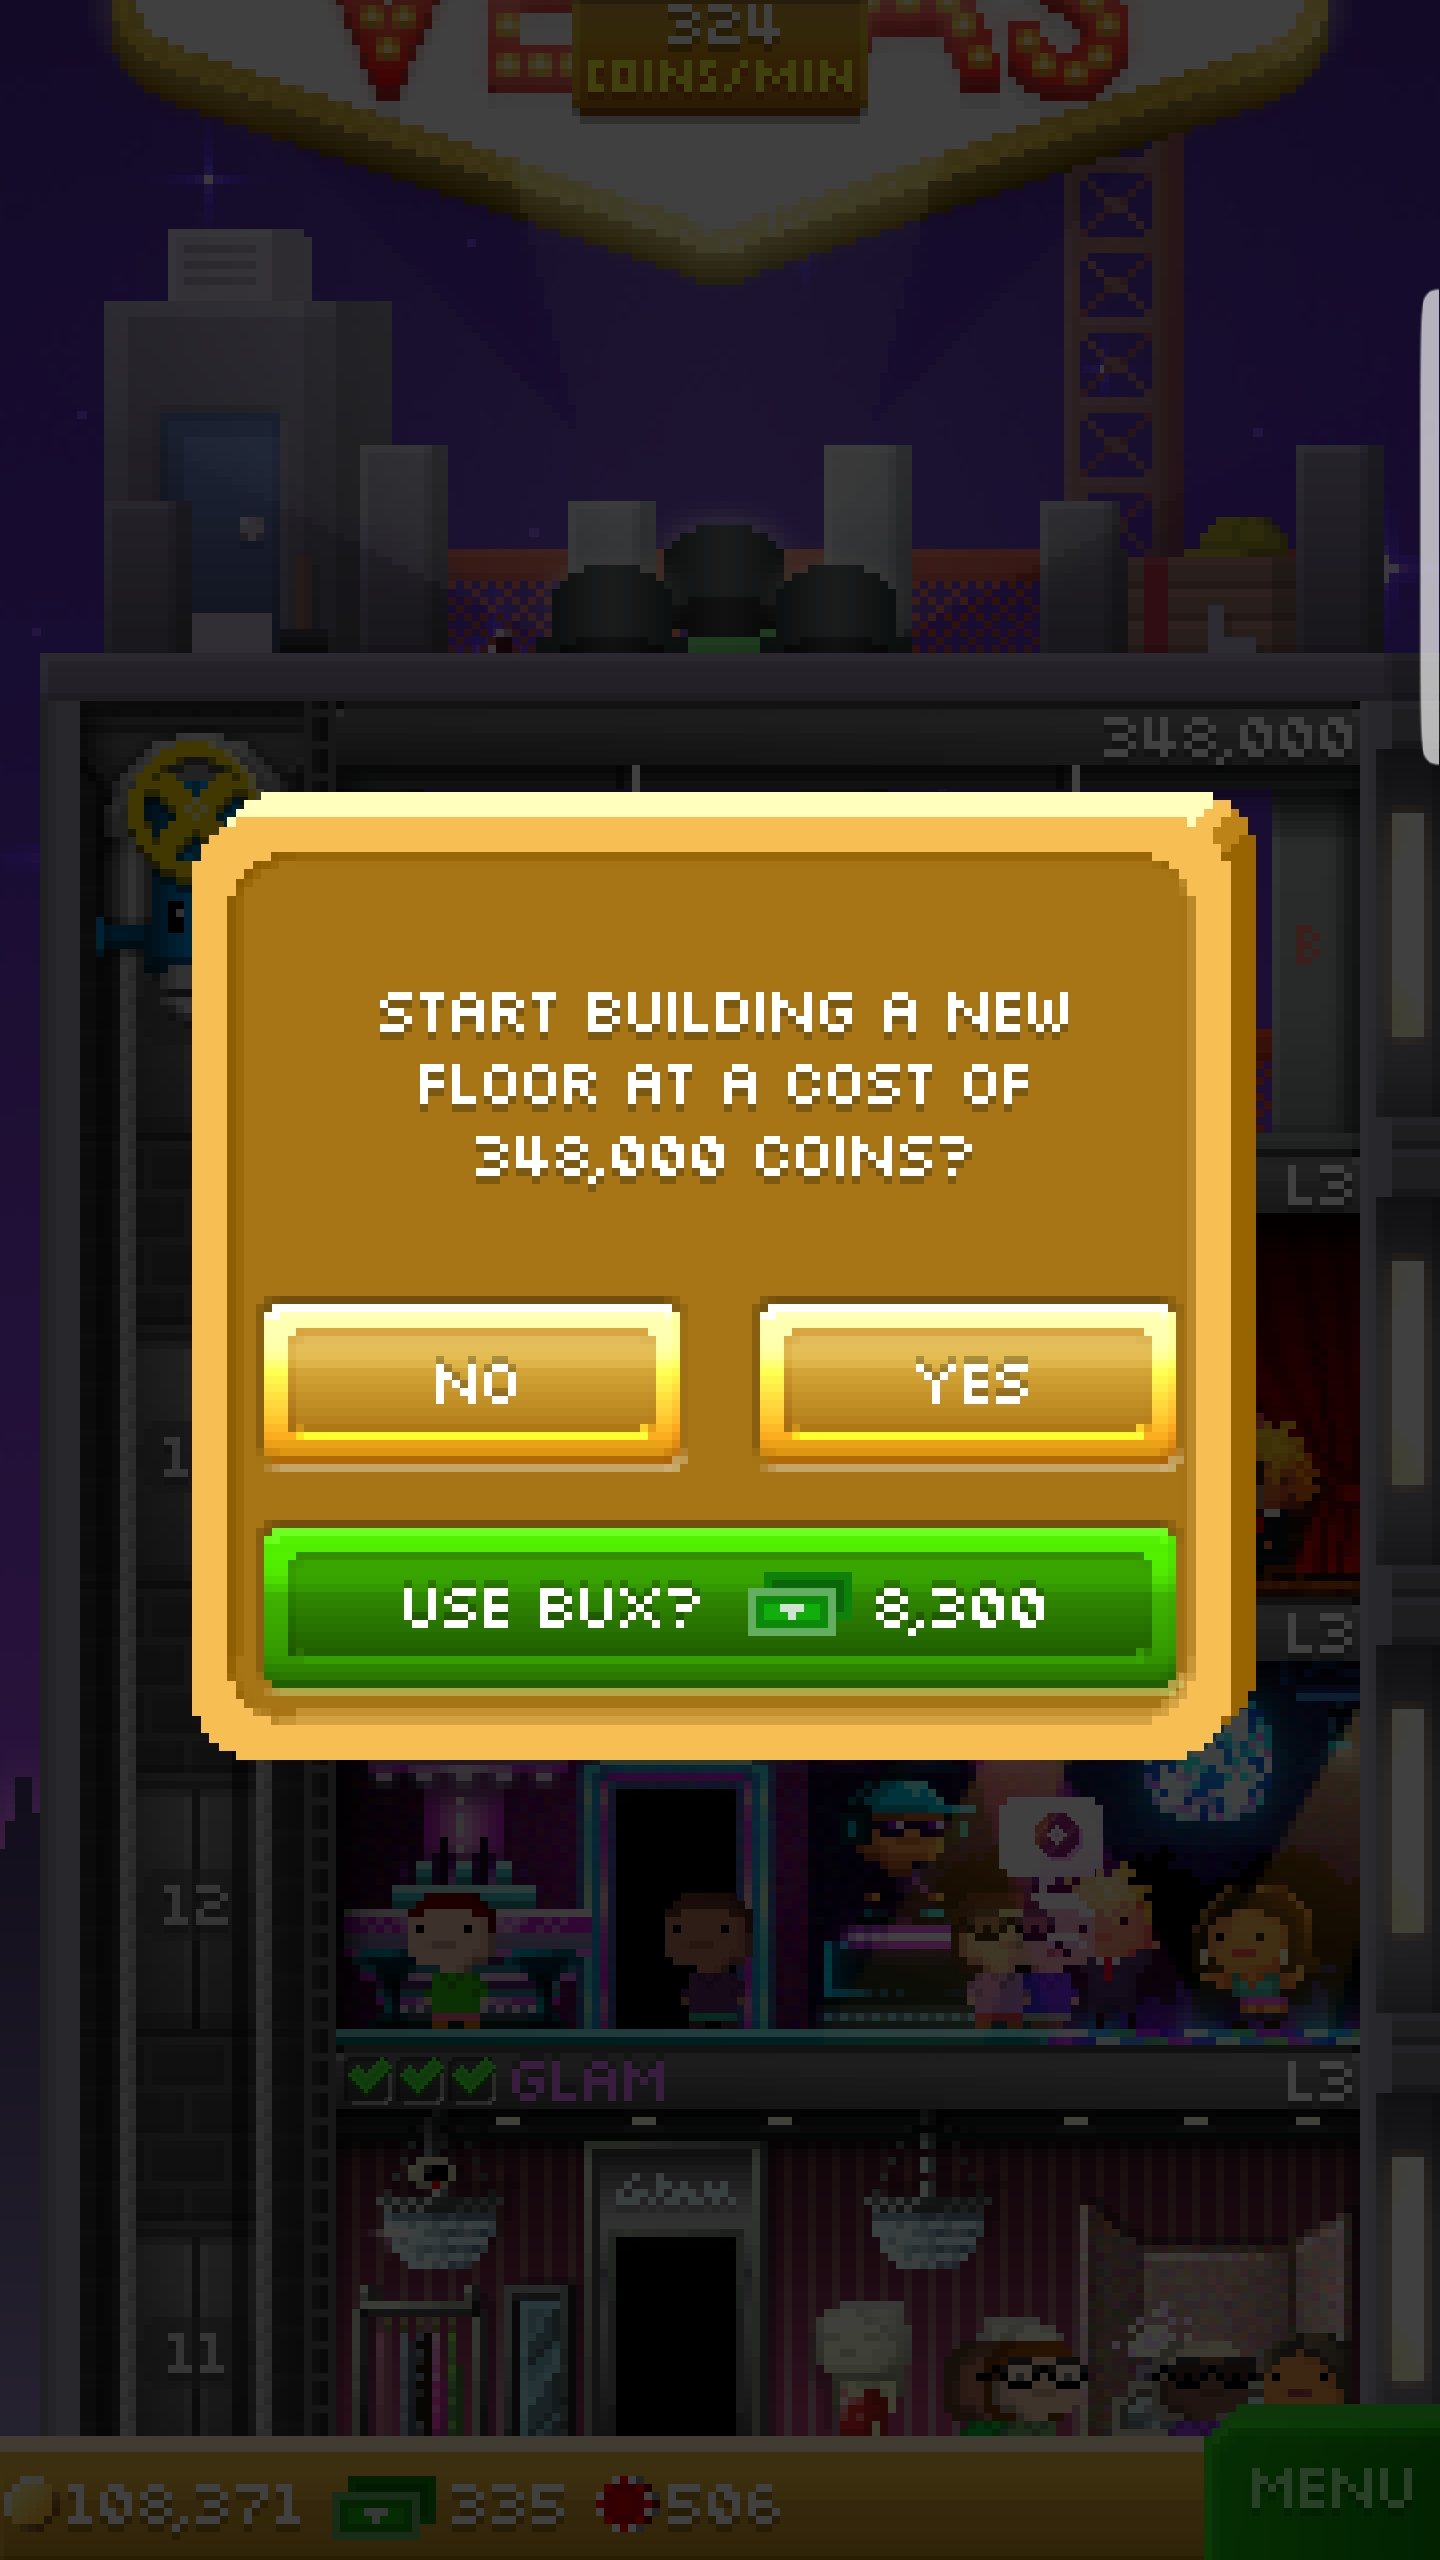 324
COINS/MIN
348,000
B
START BUILDING A NEW
FLOOR AT A COST OF
348,000 COINS?
L3
NO
YES
USE BUX? 8,300
L3
12
GLAM
L3
Glam
11
108,371 335 506
MENU